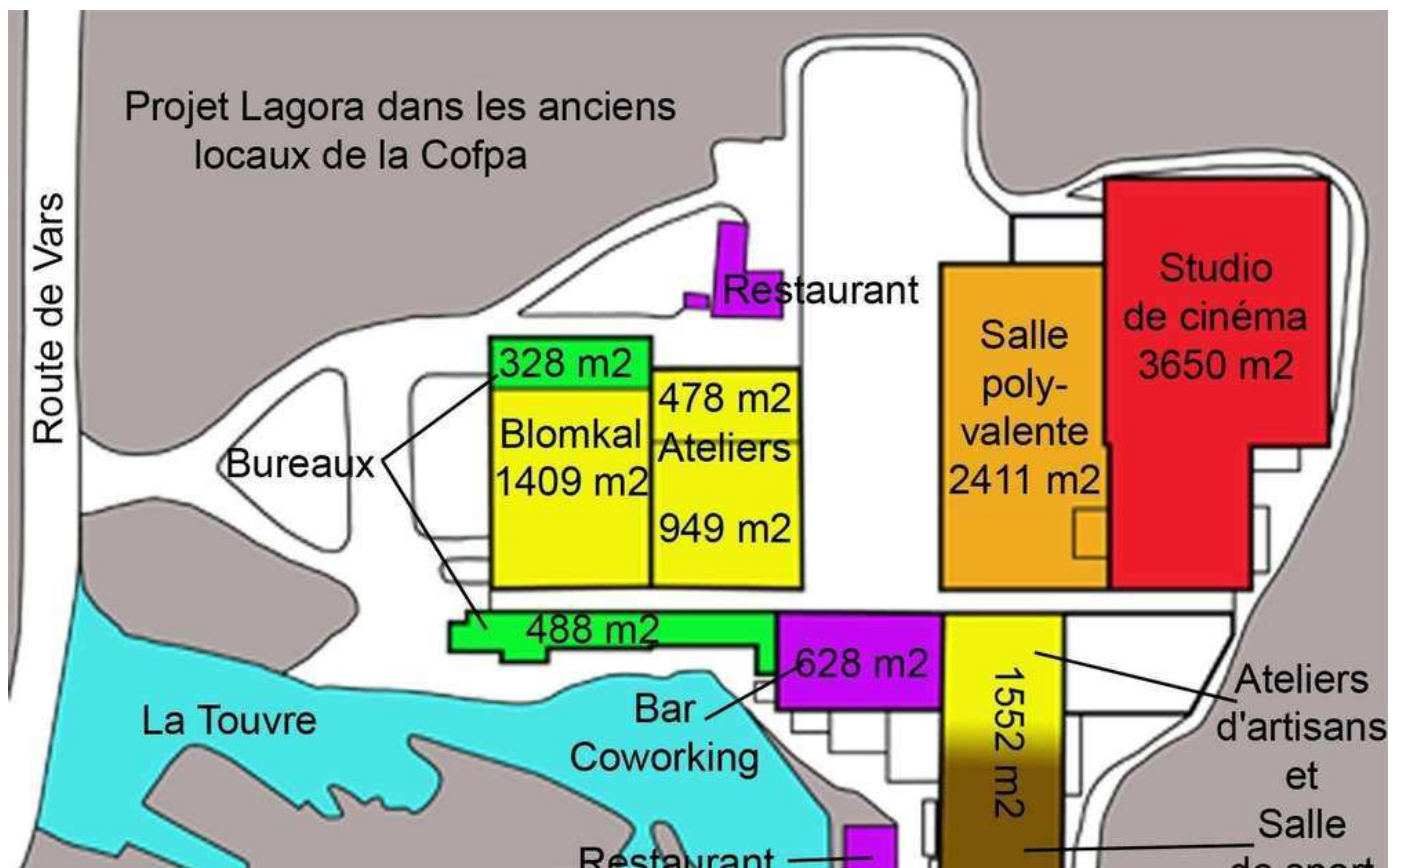 Projet Lagora dans les anciens
locaux de la Cofpa
Route de Vars
Restaurant
Studio
de cinéma
3650 m2
Salle
poly-
valente
2411 m2
328 m2
Blomkal
1409 m2
478 m2
Ateliers
949 m2
Bureaux
488 m2
628 m2
Bar
Coworking
La Touvre
1552 m2
Ateliers
d'artisans
et
Salle
de sport
Restaurant